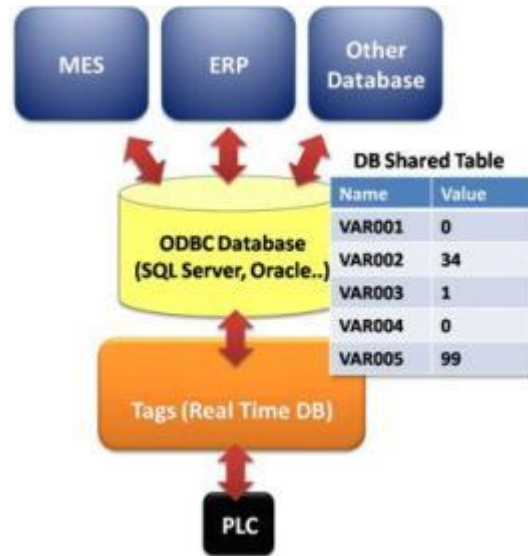 MES
ERP
Other
Database
DB Shared Table
Name Value
VAR001 0
VAR002 34
VAR003 1
VAR004 0
VAR005 99
ODBC Database
(SQL Server, Oracle..)
Tags (Real Time DB)
PLC